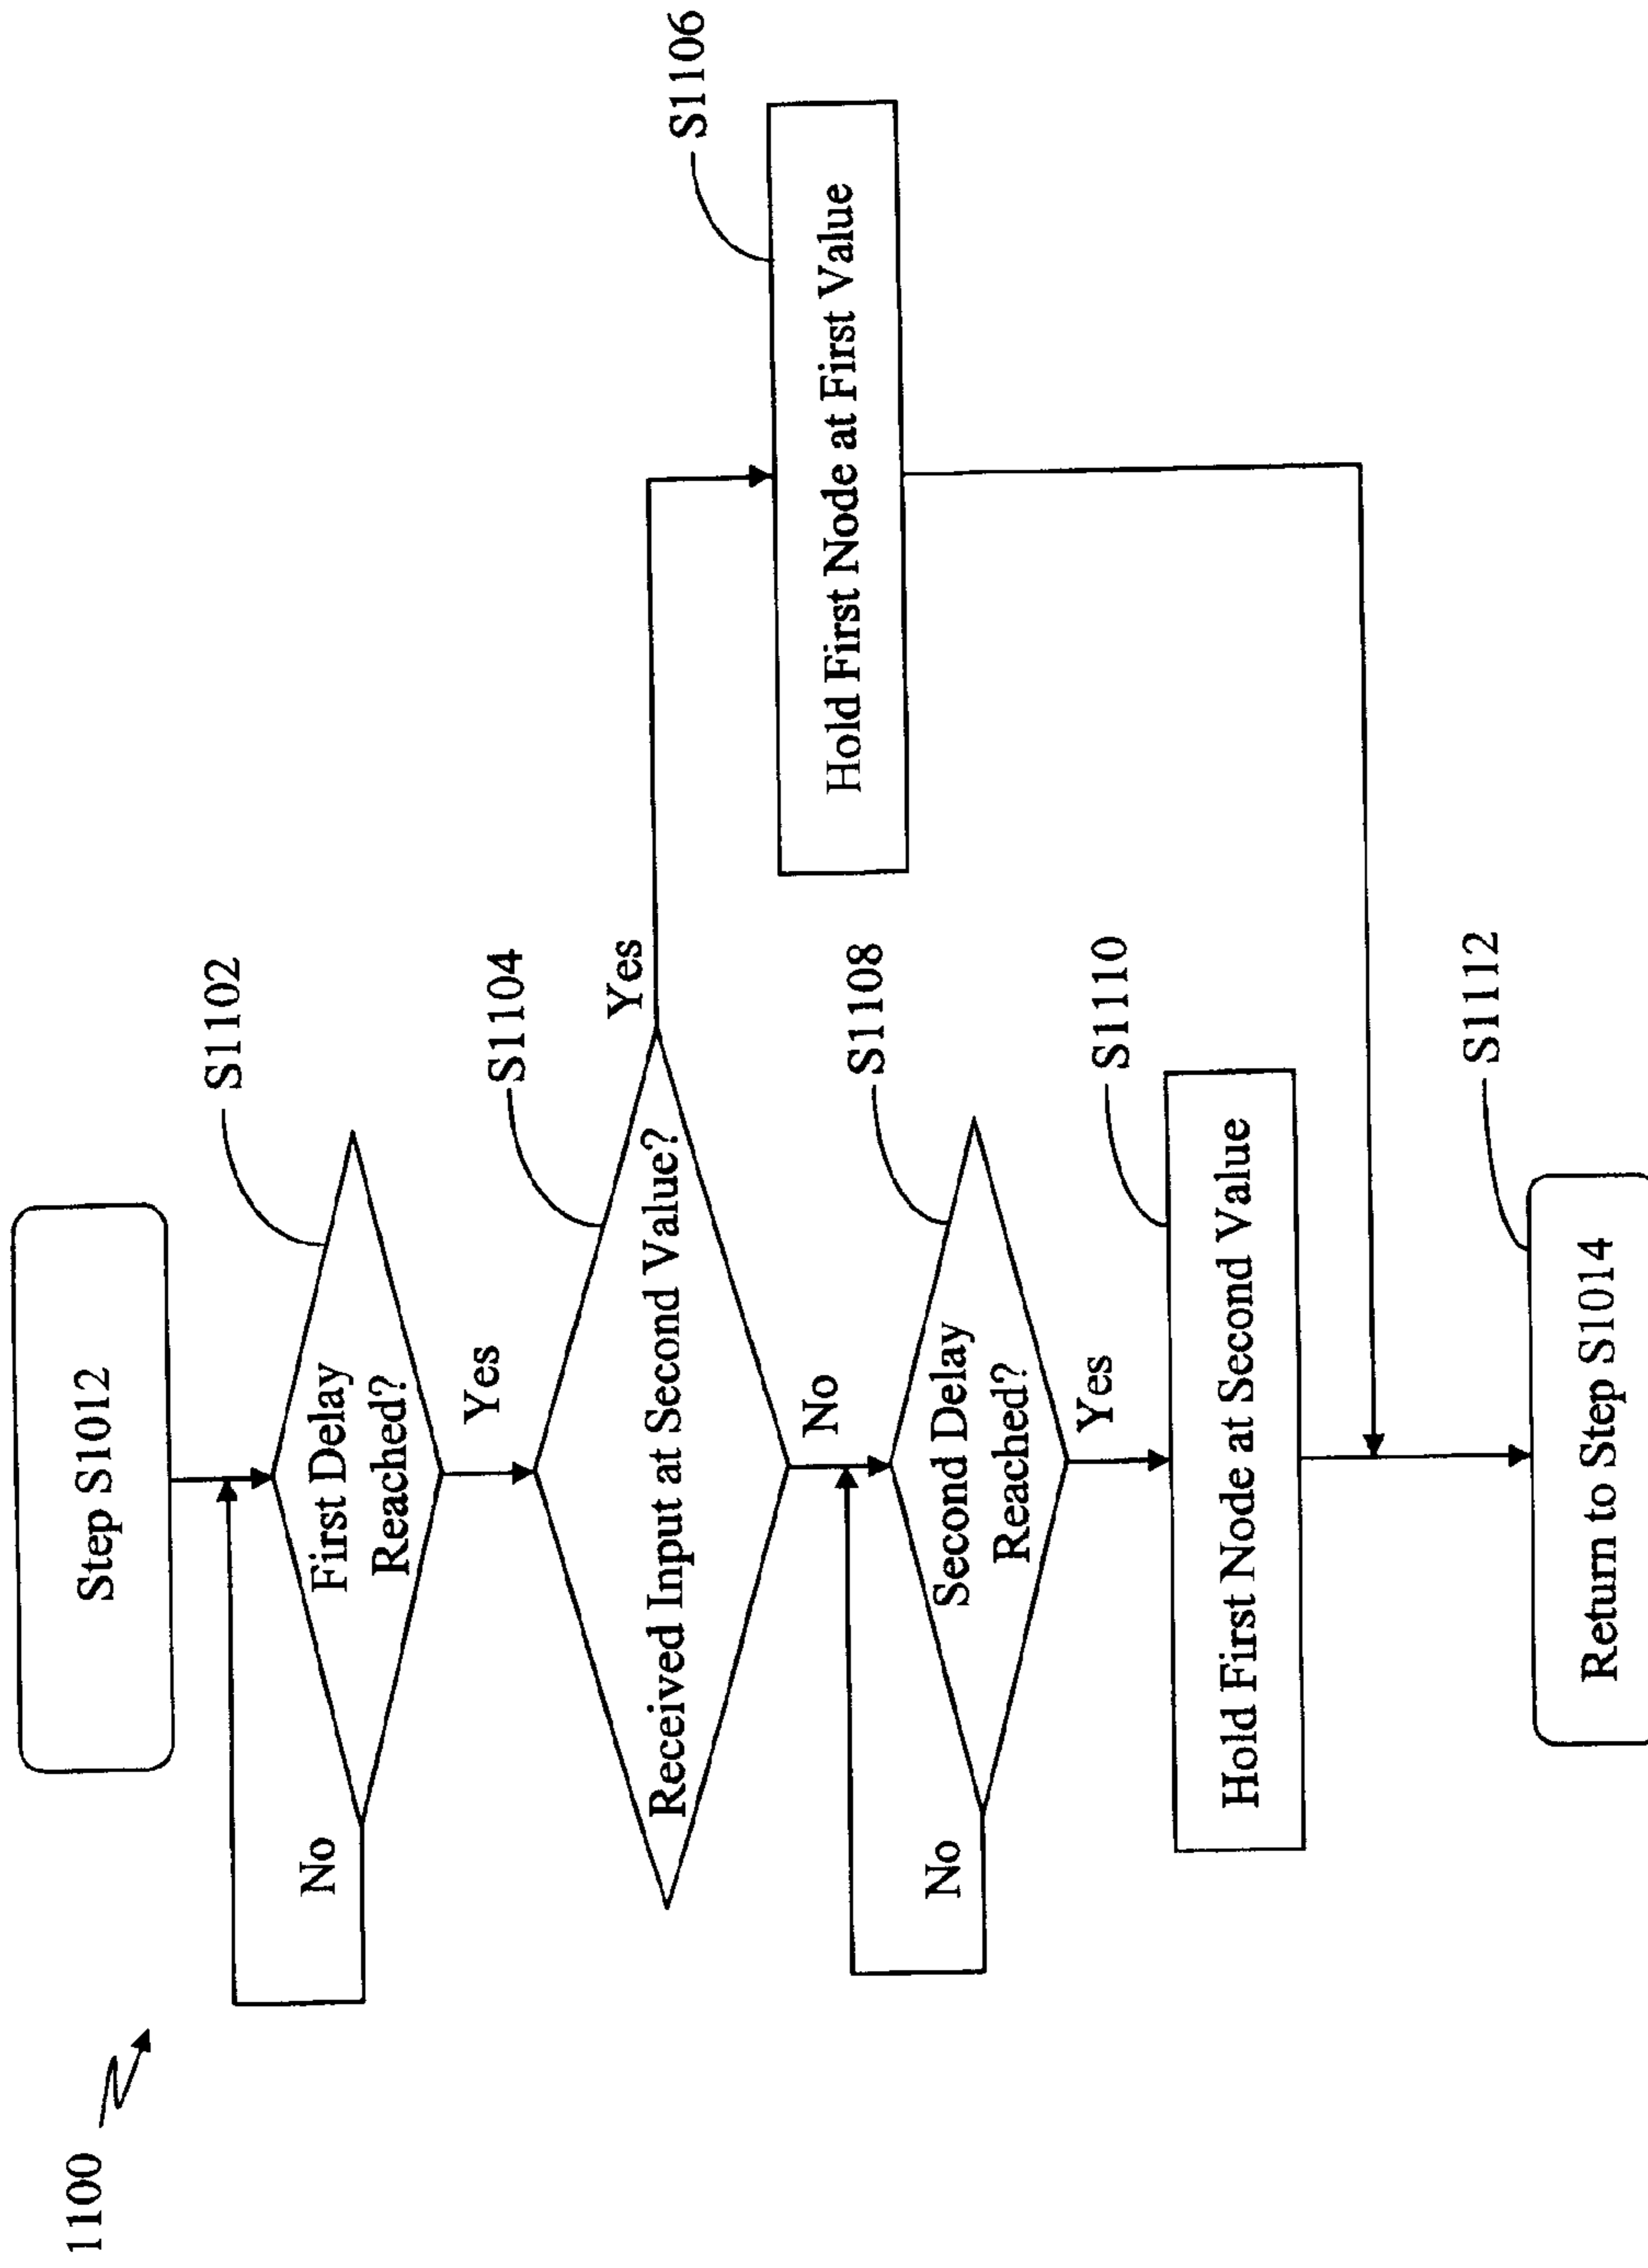 1100
Step S1012
S1102
First Delay
Reached?
No
Yes
S1104
Received Input at Second Value?
Yes
S1106
Hold First Node at First Value
No
S1108
Second Delay
Reached?
No
Yes
S1110
Hold First Node at Second Value
S1112
Return to Step S1014